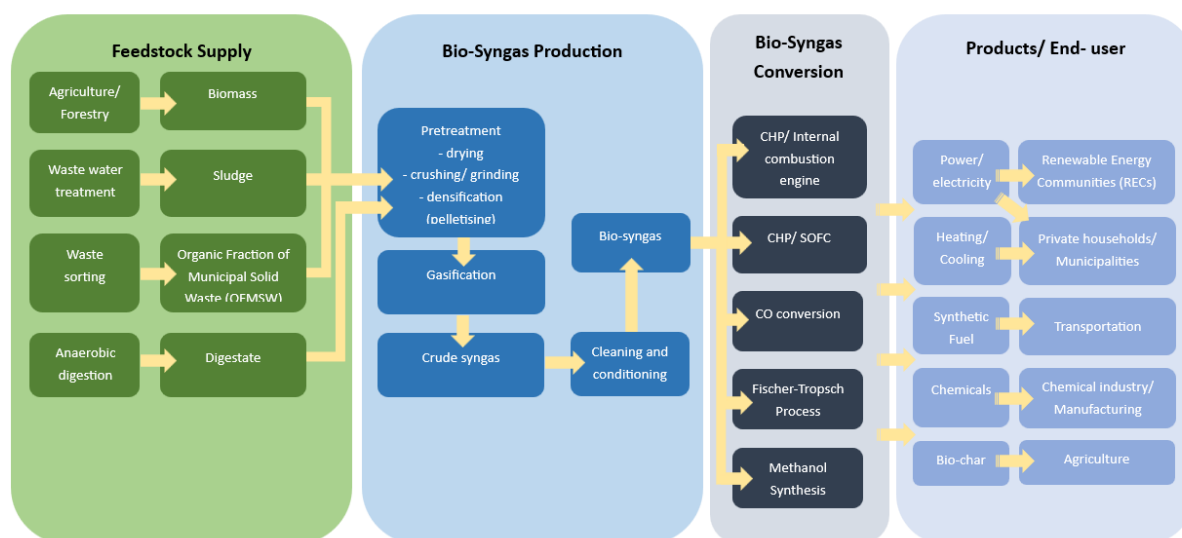 Feedstock Supply
Agriculture/
Forestry
Biomass
Waste water
treatment
Sludge
Waste
sorting
Organic Fraction of
Municipal Solid
Waste (OFMSW)
Anaerobic
digestion
Digestate
Bio-Syngas Production
Pretreatment
- drying
- crushing/ grinding
- densification
(pelletising)
Gasification
Crude syngas
Cleaning and
conditioning
Bio-syngas
Bio-Syngas
Conversion
CHP/ Internal
combustion
engine
CHP/ SOFC
CO conversion
Fischer-Tropsch
Process
Methanol
Synthesis
Products/ End- user
Power/
electricity
Renewable Energy
Communities (RECs)
Heating/
Cooling
Private households/
Municipalities
Synthetic
Fuel
Transportation
Chemicals
Chemical industry/
Manufacturing
Bio-char
Agriculture